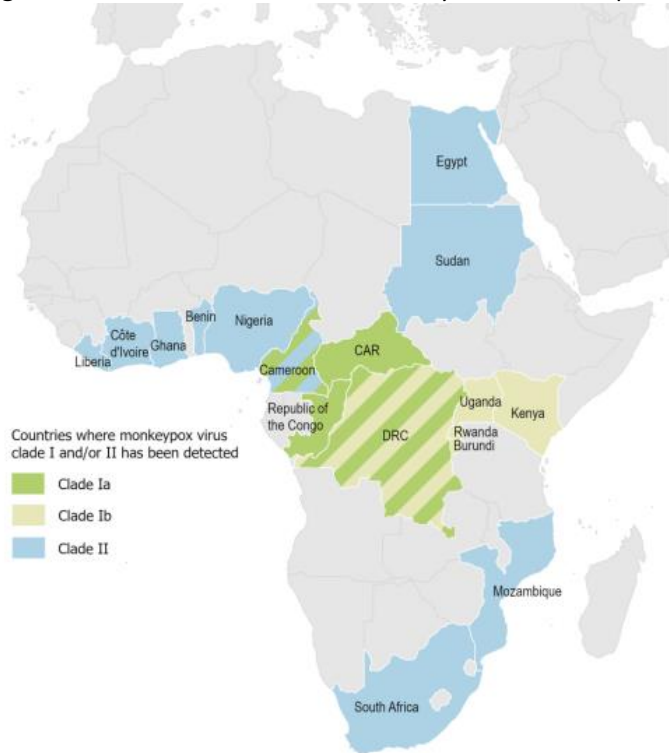 Egypt
Sudan
Nigeria
Benin
Côte
d'Ivoire
Ghana
Liberia
Cameroon
CAR
Republic of
the Congo
DRC
Uganda
Kenya
Rwanda
Burundi
Mozambique
South Africa
Countries where monkeypox virus
clade I and/or II has been detected
Clade Ia
Clade Ib
Clade II